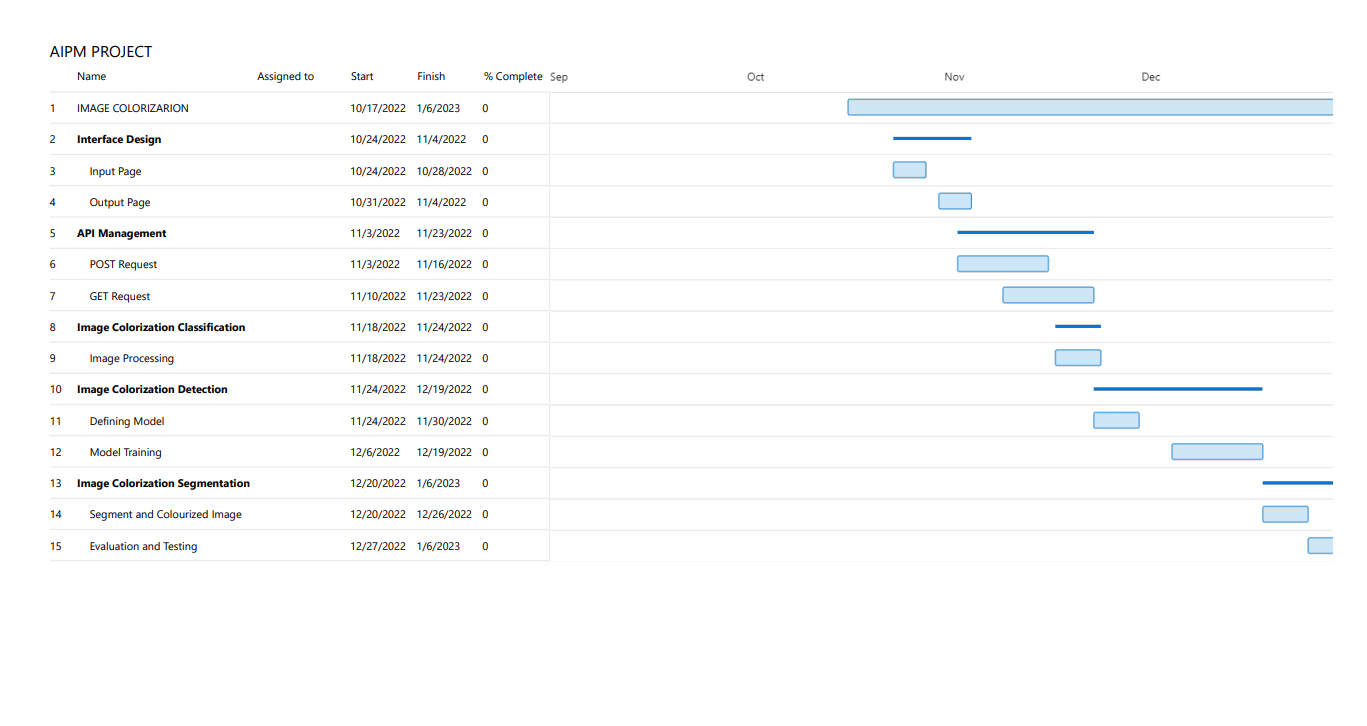 AIPM PROJECT
Name Assigned to Start Finish % Complete Sep Oct Nov Dec
1 IMAGE COLORIZARION 10/17/2022 1/6/2023 0
2 Interface Design 10/24/2022 11/4/2022 0
3 Input Page 10/24/2022 10/28/2022 0
4 Output Page 10/31/2022 11/4/2022 0
5 API Management 11/3/2022 11/23/2022 0
6 POST Request 11/3/2022 11/16/2022 0
7 GET Request 11/10/2022 11/23/2022 0
8 Image Colorization Classification 11/18/2022 11/24/2022 0
9 Image Processing 11/18/2022 11/24/2022 0
10 Image Colorization Detection 11/24/2022 12/19/2022 0
11 Defining Model 11/24/2022 11/30/2022 0
12 Model Training 12/6/2022 12/19/2022 0
13 Image Colorization Segmentation 12/20/2022 1/6/2023 0
14 Segment and Colourized Image 12/20/2022 12/26/2022 0
15 Evaluation and Testing 12/27/2022 1/6/2023 0